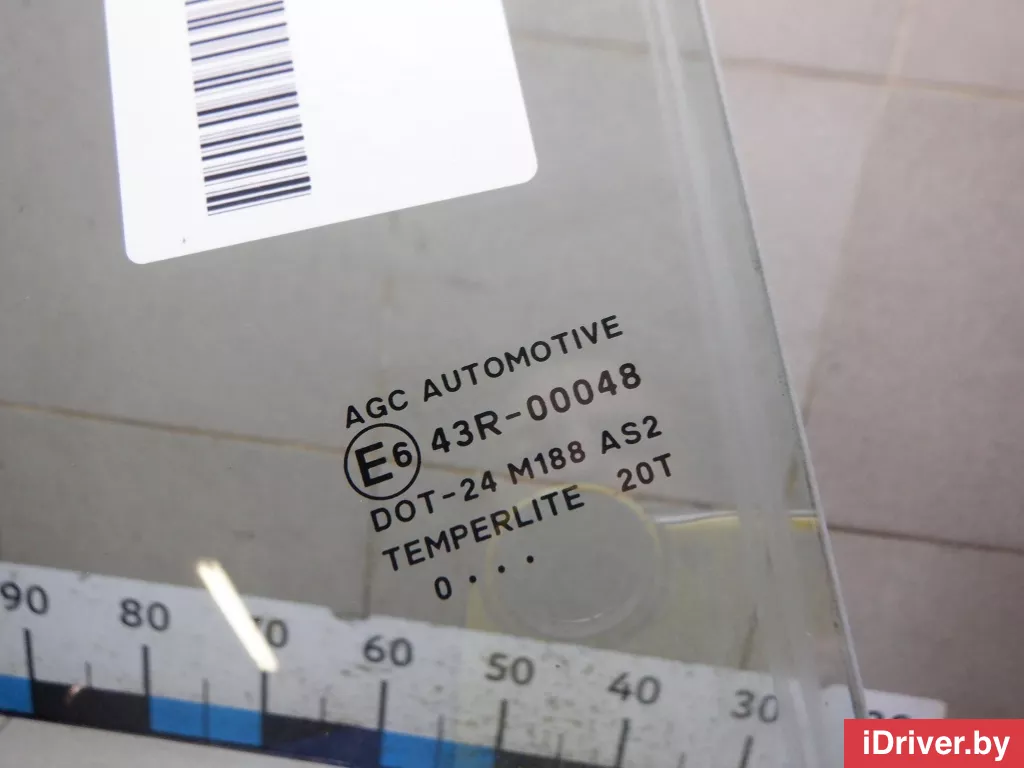 AGC AUTOMOTIVE
E6 43R-00048
DOT-24 M188 AS2
TEMPERLITE 20T
0 . . .
90 80 70 60 50 40 30
iDriver.by